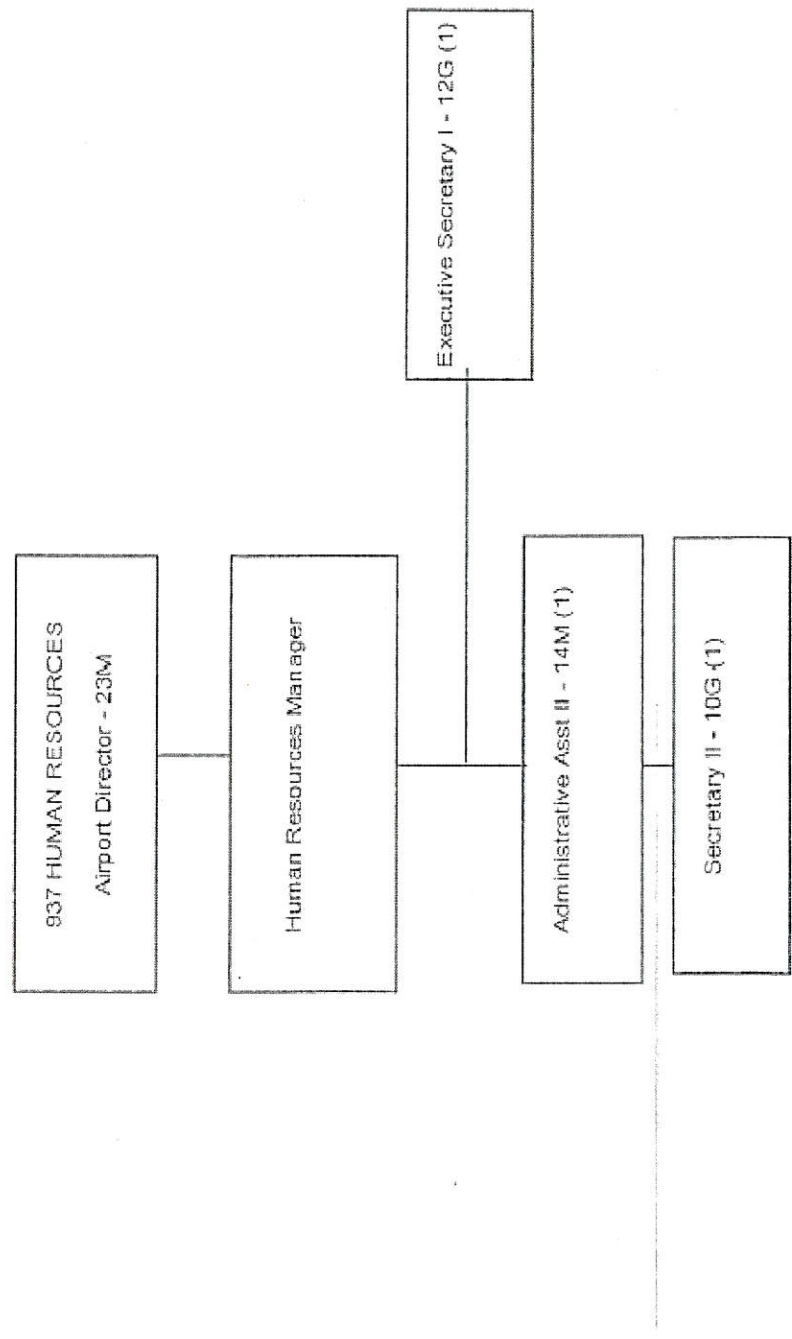 937 HUMAN RESOURCES
Airport Director - 23M
Human Resources Manager
Executive Secretary I - 12G (1)
Administrative Asst II - 14M (1)
Secretary II - 10G (1)